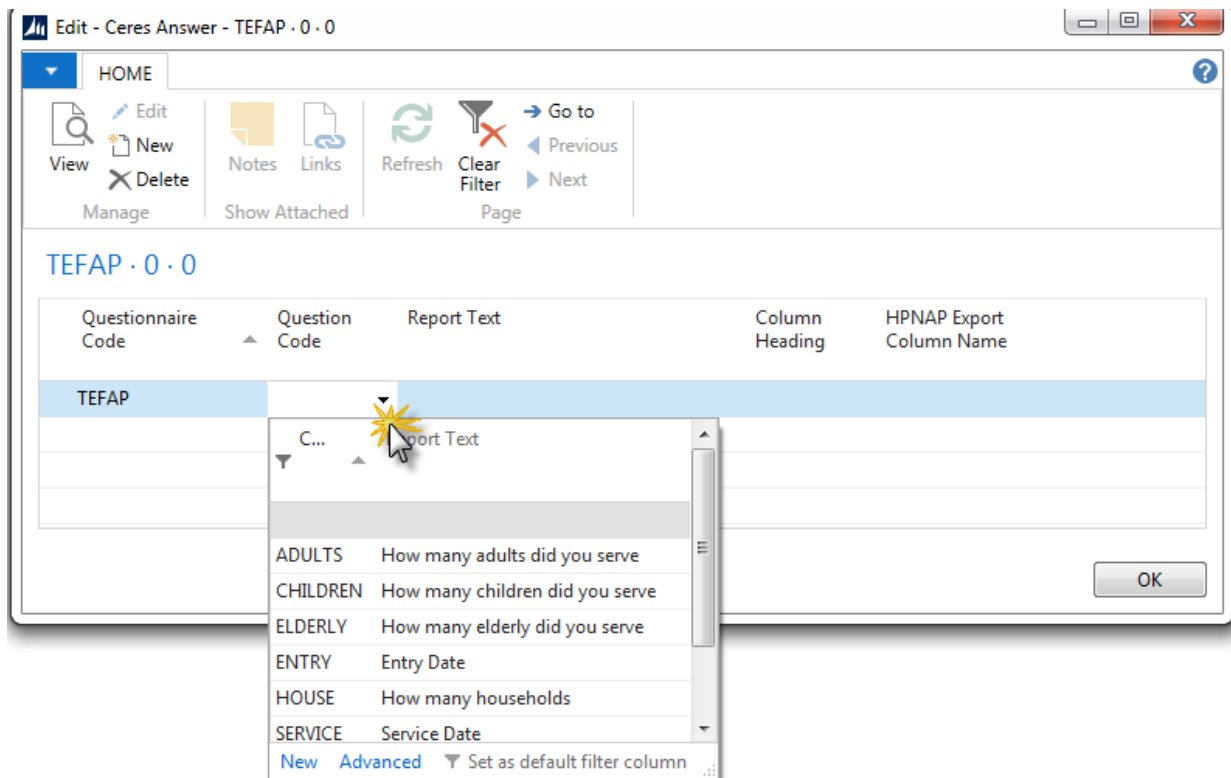 Edit - Ceres Answer - TEFAP · 0 · 0
HOME
View
Edit
New
Delete
Manage
Notes
Links
Show Attached
Refresh
Clear
Filter
Go to
Previous
Next
Page
TEFAP · 0 · 0
Questionnaire
Code
Question
Code
Report Text
Column
Heading
HPNAP Export
Column Name
TEFAP
C...
port Text
ADULTS How many adults did you serve
CHILDREN How many children did you serve
ELDERLY How many elderly did you serve
ENTRY Entry Date
HOUSE How many households
SERVICE Service Date
New Advanced Set as default filter column
OK